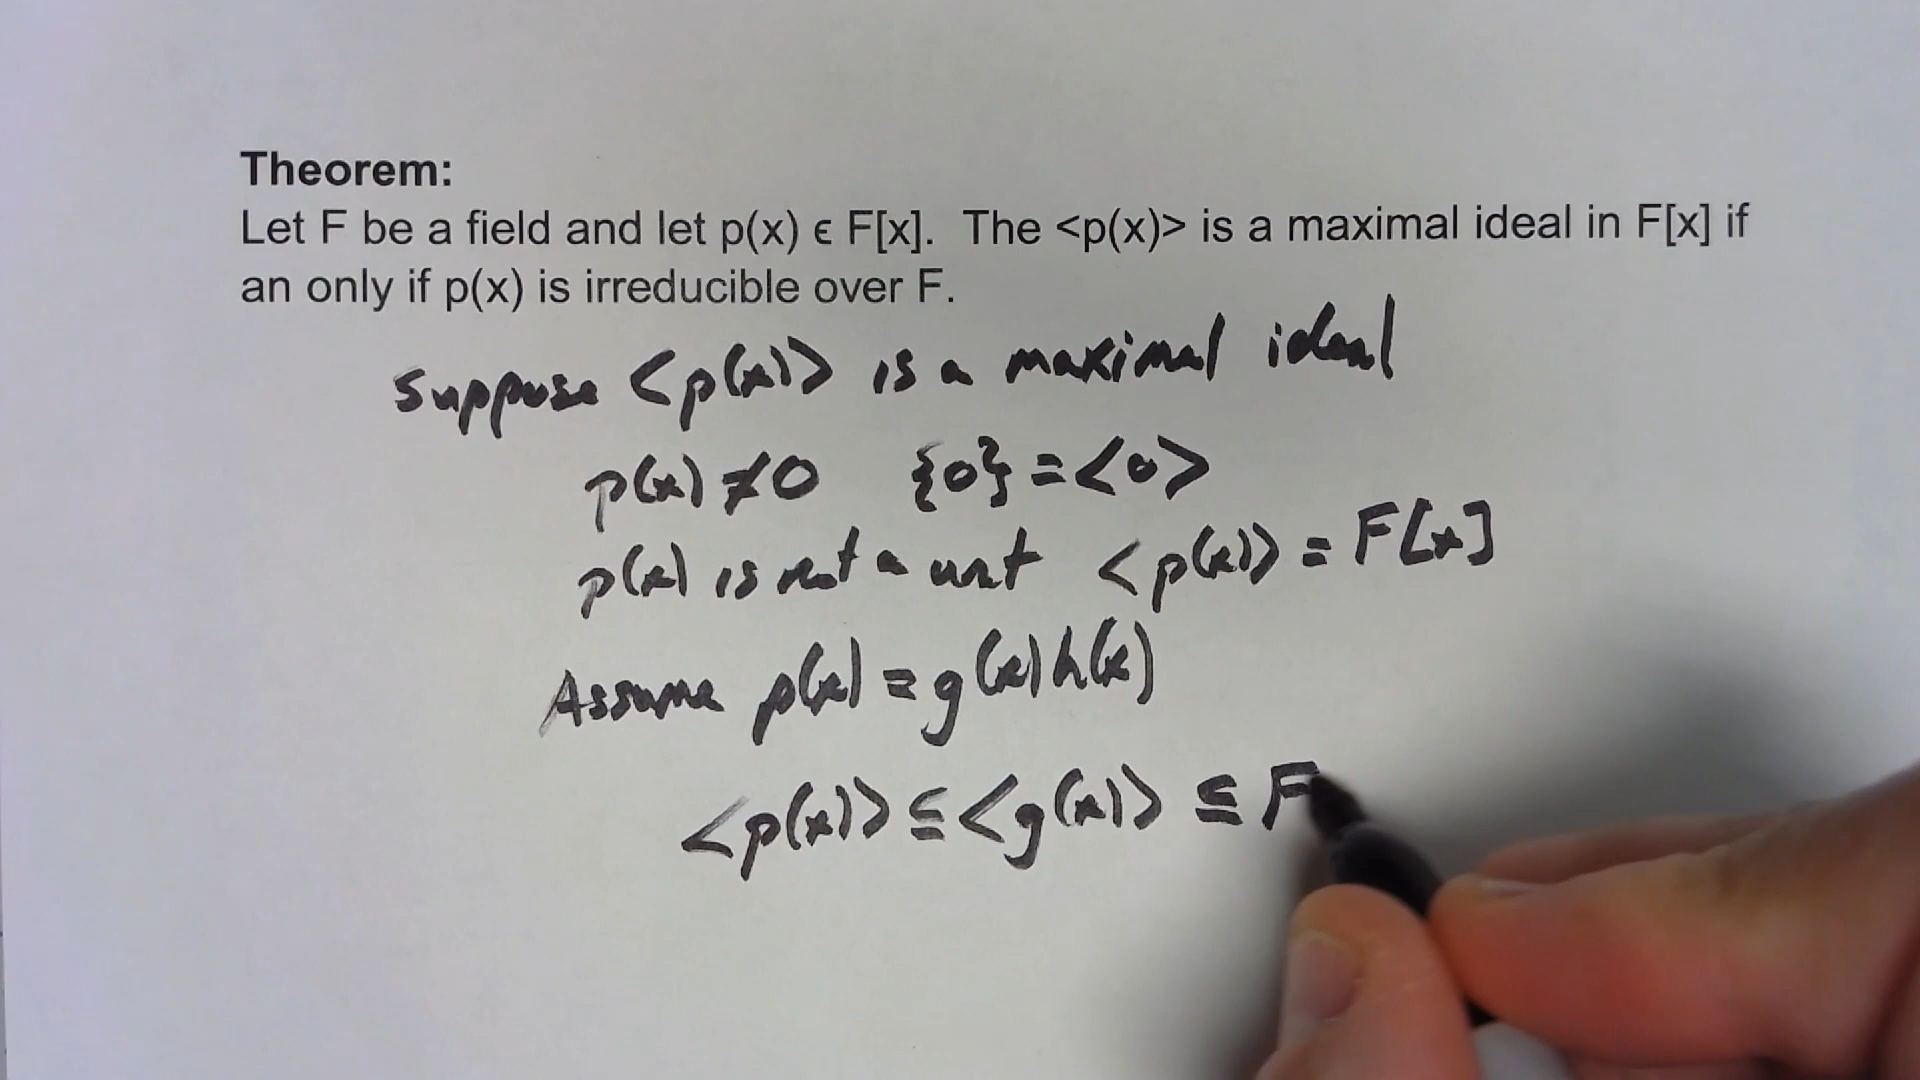 Theorem:
Let F be a field and let p(x) ϵ F[x].  The <p(x)> is a maximal ideal in F[x] if
an only if p(x) is irreducible over F.
Suppose <p(x)> is a maximal ideal
p(x) ≠ 0   {0} = <0>
p(x) is not a unit   <p(x)> = F[x]
Assume p(x) = g(x)h(x)
<p(x)> ⊆ <g(x)> ⊆ F